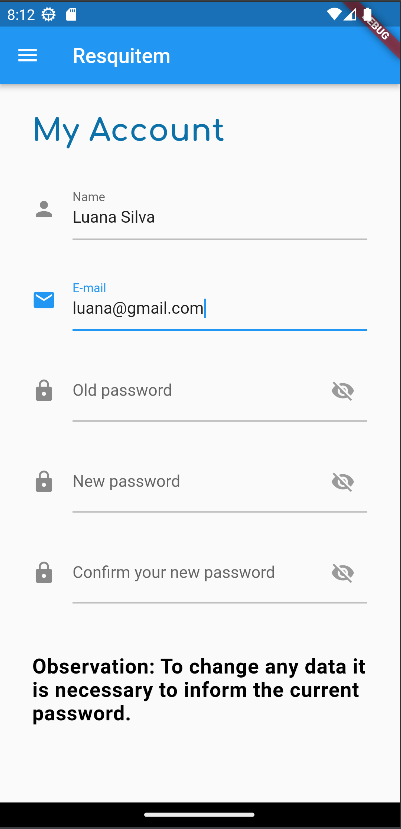 8:12
DEBUG
Resquitem
My Account
Name
Luana Silva
E-mail
luana@gmail.com
Old password
New password
Confirm your new password
Observation: To change any data it
is necessary to inform the current
password.